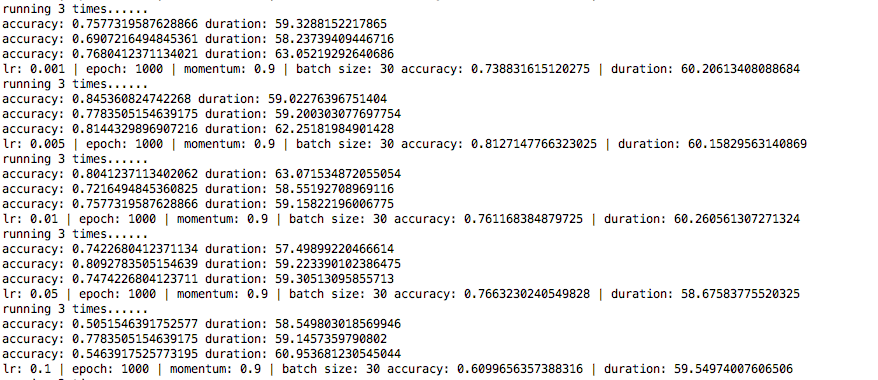 running 3 times......
accuracy: 0.7577319587628866 duration: 59.3288152217865
accuracy: 0.6907216494845361 duration: 58.23739409446716
accuracy: 0.7680412371134021 duration: 63.05219292640686
lr: 0.001 | epoch: 1000 | momentum: 0.9 | batch size: 30 accuracy: 0.738831615120275 | duration: 60.20613408088684
running 3 times......
accuracy: 0.845360824742268 duration: 59.02276396751404
accuracy: 0.7783505154639175 duration: 59.200303077697754
accuracy: 0.8144329896907216 duration: 62.25181984901428
lr: 0.005 | epoch: 1000 | momentum: 0.9 | batch size: 30 accuracy: 0.8127147766323025 | duration: 60.15829563140869
running 3 times......
accuracy: 0.8041237113402062 duration: 63.071534872055054
accuracy: 0.7216494845360825 duration: 58.55192708969116
accuracy: 0.7577319587628866 duration: 59.15822196006775
lr: 0.01 | epoch: 1000 | momentum: 0.9 | batch size: 30 accuracy: 0.761168384879725 | duration: 60.260561307271324
running 3 times......
accuracy: 0.7422680412371134 duration: 57.49899220466614
accuracy: 0.8092783505154639 duration: 59.223390102386475
accuracy: 0.7474226804123711 duration: 59.30513095855713
lr: 0.05 | epoch: 1000 | momentum: 0.9 | batch size: 30 accuracy: 0.7663230240549828 | duration: 58.67583775520325
running 3 times......
accuracy: 0.5051546391752577 duration: 58.549803018569946
accuracy: 0.7783505154639175 duration: 59.1457359790802
accuracy: 0.5463917525773195 duration: 60.953681230545044
lr: 0.1 | epoch: 1000 | momentum: 0.9 | batch size: 30 accuracy: 0.6099656357388316 | duration: 59.54974007606506